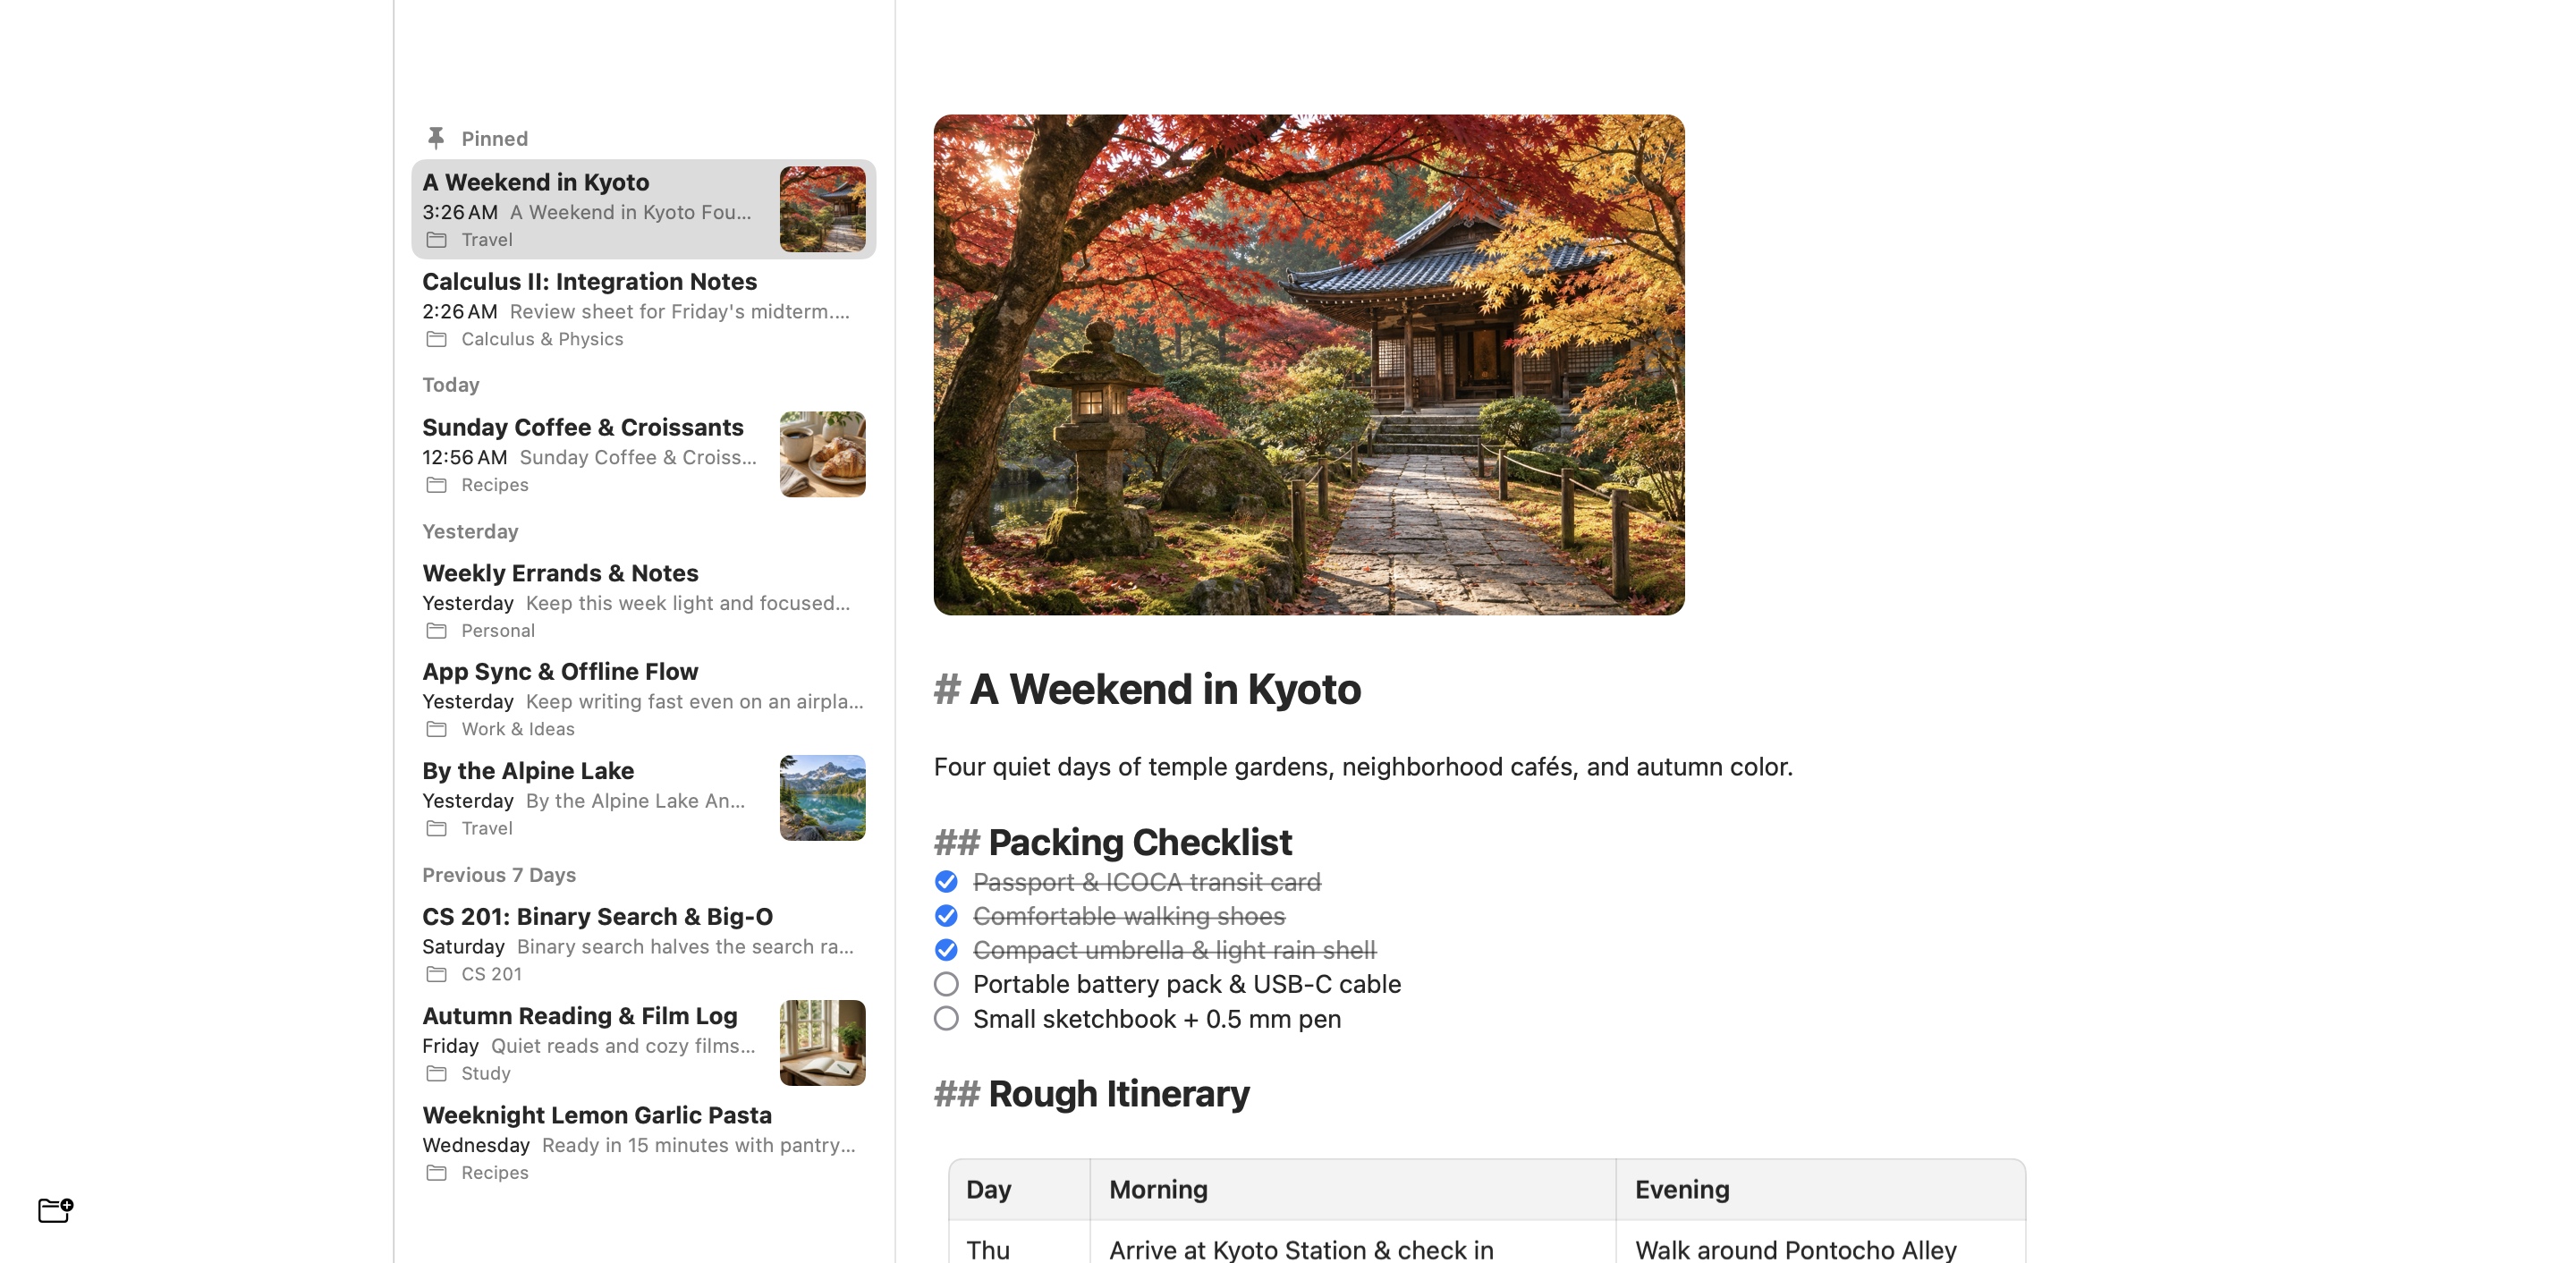 Pinned
A Weekend in Kyoto
3:26 AM A Weekend in Kyoto Fou...
Travel
Calculus II: Integration Notes
2:26 AM Review sheet for Friday's midterm....
Calculus & Physics
Today
Sunday Coffee & Croissants
12:56 AM Sunday Coffee & Croiss...
Recipes
Yesterday
Weekly Errands & Notes
Yesterday Keep this week light and focused...
Personal
App Sync & Offline Flow
Yesterday Keep writing fast even on an airpla...
Work & Ideas
By the Alpine Lake
Yesterday By the Alpine Lake An...
Travel
Previous 7 Days
CS 201: Binary Search & Big-O
Saturday Binary search halves the search ra...
CS 201
Autumn Reading & Film Log
Friday Quiet reads and cozy films...
Study
Weeknight Lemon Garlic Pasta
Wednesday Ready in 15 minutes with pantry...
Recipes
# A Weekend in Kyoto
Four quiet days of temple gardens, neighborhood cafés, and autumn color.
## Packing Checklist
Passport & ICOCA transit card
Comfortable walking shoes
Compact umbrella & light rain shell
Portable battery pack & USB-C cable
Small sketchbook + 0.5 mm pen
## Rough Itinerary
Day Morning Evening
Thu Arrive at Kyoto Station & check in Walk around Pontocho Alley